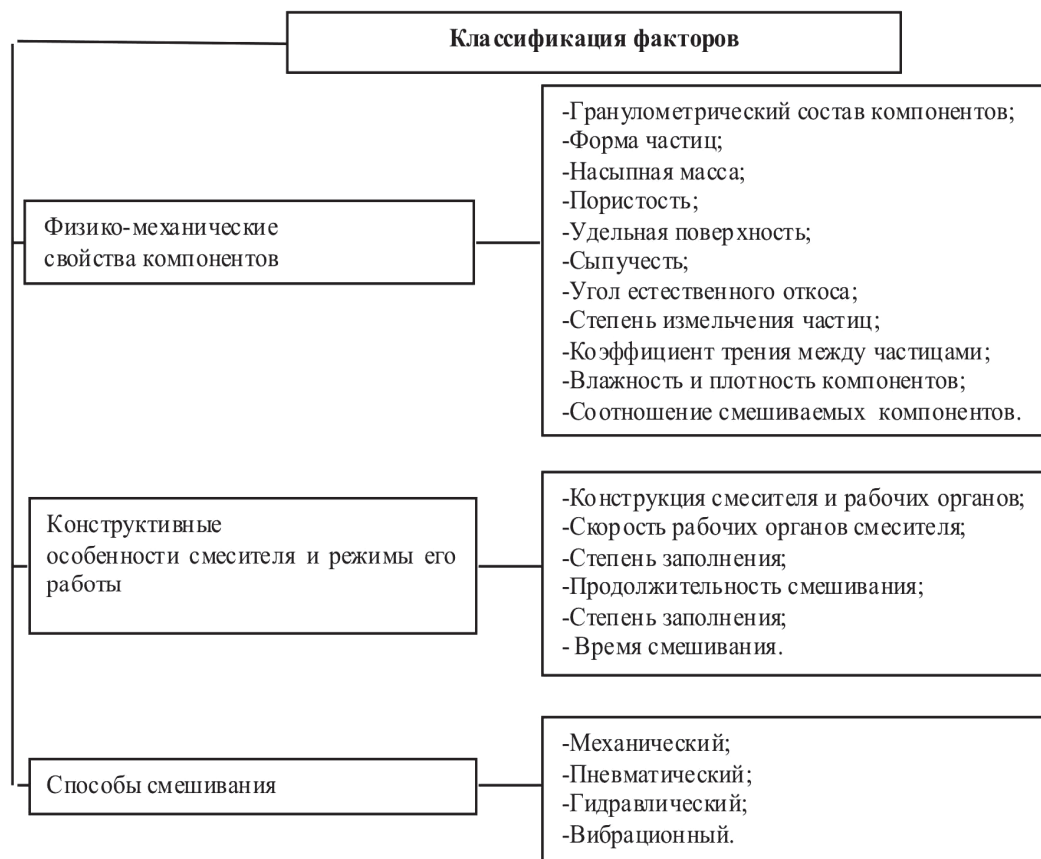 Классификация факторов
Физико-механические
свойства компонентов
-Гранулометрический состав компонентов;
-Форма частиц;
-Насыпная масса;
-Пористость;
-Удельная поверхность;
-Сыпучесть;
-Угол естественного откоса;
-Степень измельчения частиц;
-Коэффициент трения между частицами;
-Влажность и плотность компонентов;
-Соотношение смешиваемых компонентов.
Конструктивные
особенности смесителя и режимы его
работы
-Конструкция смесителя и рабочих органов;
-Скорость рабочих органов смесителя;
-Степень заполнения;
-Продолжительность смешивания;
-Степень заполнения;
- Время смешивания.
Способы смешивания
-Механический;
-Пневматический;
-Гидравлический;
-Вибрационный.